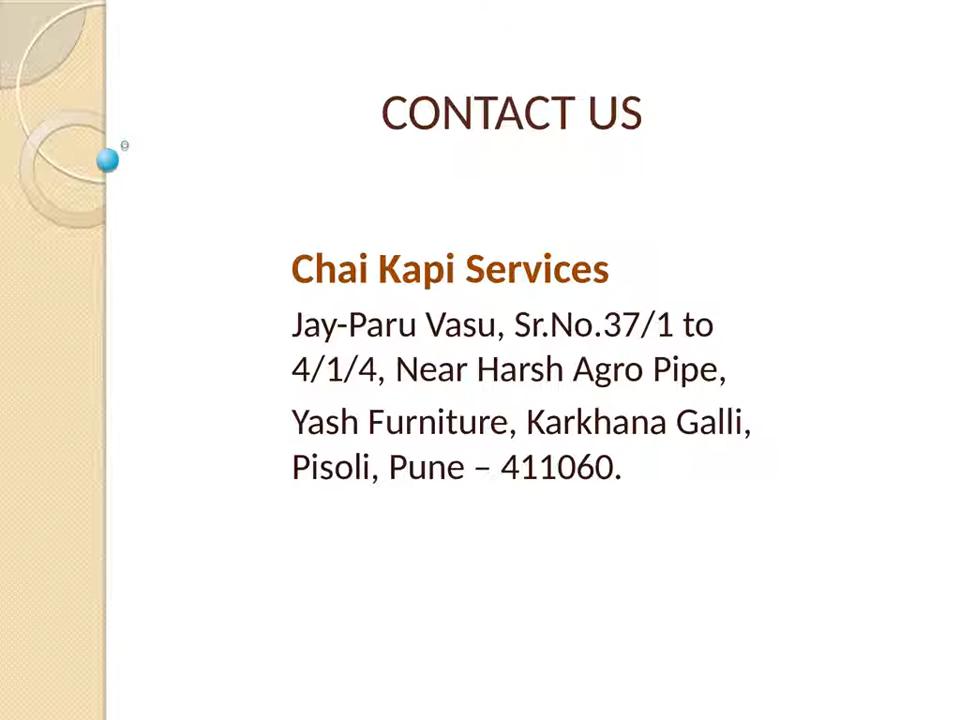 CONTACT US
Chai Kapi Services
Jay-Paru Vasu, Sr.No.37/1 to
4/1/4, Near Harsh Agro Pipe,
Yash Furniture, Karkhana Galli,
Pisoli, Pune – 411060.